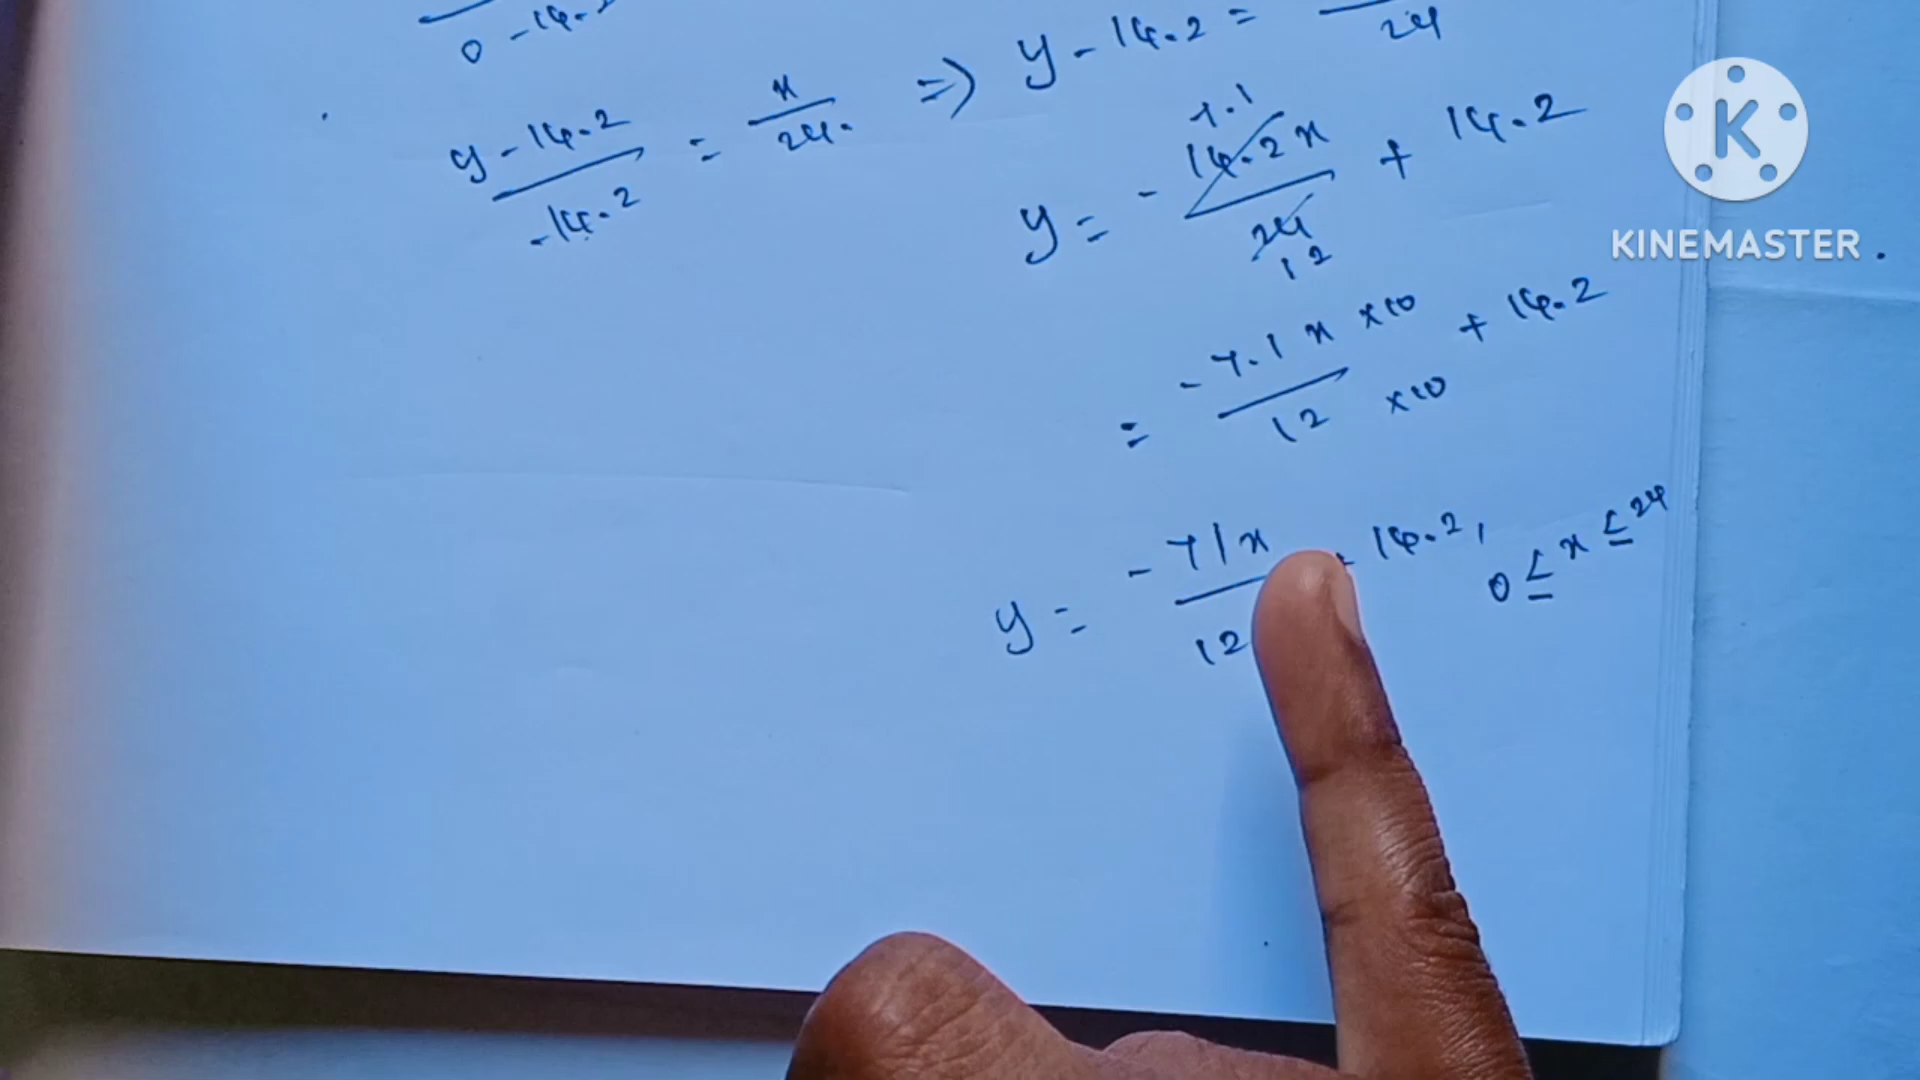 0 - 14.2
y - 14.2 =
24
y - 14.2 / -14.2 = x / 24. =>
7.1
y = - 14.2x / 24 + 14.2
12
= -7.1 x ×10 / 12 ×10 + 14.2
y = -71x / 12 + 14.2, 0 ≤ x ≤ 24
K
KINEMASTER